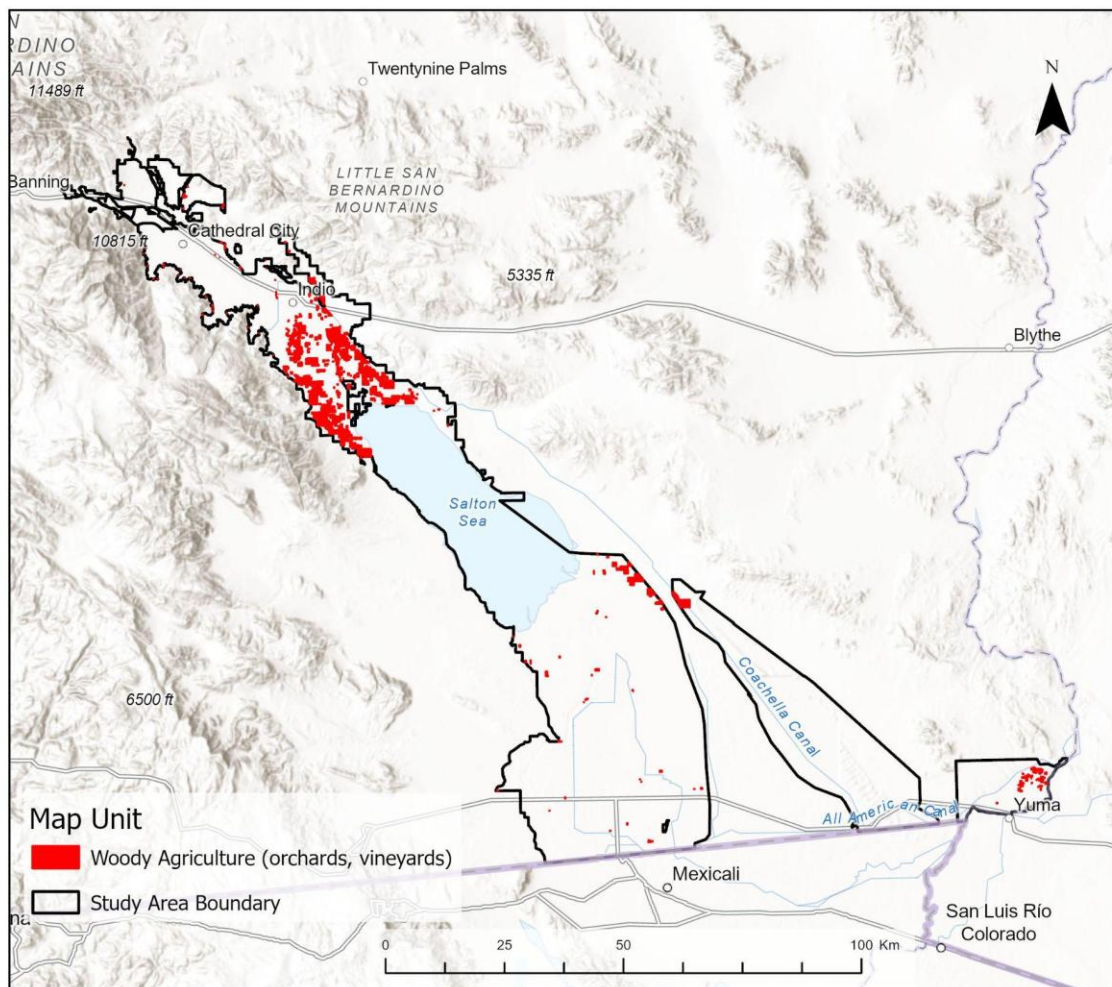 N
RDINO
AINS
11489 ft
Twentynine Palms
N
Banning
LITTLE SAN
BERNARDINO
MOUNTAINS
Cathedral City
10815 ft
5335 ft
Indio
Blythe
Salton
Sea
Coachella Canal
6500 ft
All American Canal
Yuma
Map Unit
Woody Agriculture (orchards, vineyards)
Study Area Boundary
Mexicali
na
San Luis Río
Colorado
0 25 50 100 Km